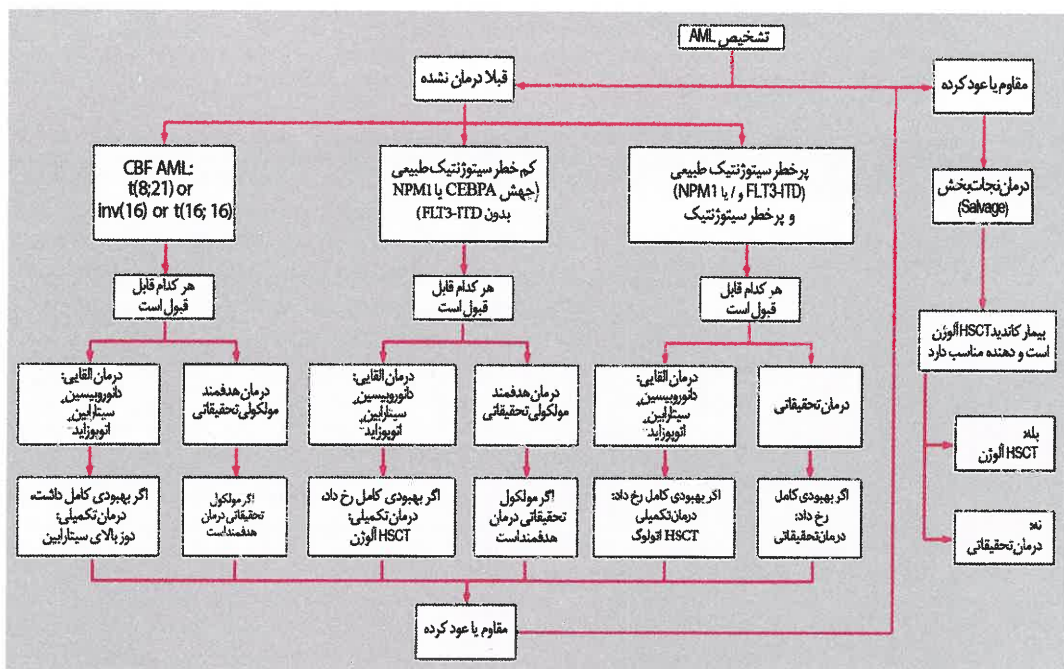 تشخیص AML
قبلا درمان نشده
مقاوم یا عود کرده
CBF AML:
t(8;21) or
inv(16) or t(16; 16)
کم خطر سیتوژنتیک طبیعی
(جهش CEBPA یا NPM1
بدون FLT3-ITD)
پر خطر سیتوژنتیک طبیعی
(FLT3-ITD و / یا NPM1)
و پر خطر سیتوژنتیک
درمان نجات بخش
(Salvage)
هر کدام قابل
قبول است
هر کدام قابل
قبول است
هر کدام قابل
قبول است
بیمار کاندید HSCT آلوژن
است و دهنده مناسب دارد
درمان القایی:
دانوروبیسین+
سیتارابین+
اتوپوزاید
درمان هدفمند
مولکولی تحقیقاتی
درمان القایی:
دانوروبیسین+
سیتارابین+
اتوپوزاید
درمان هدفمند
مولکولی تحقیقاتی
درمان القایی:
دانوروبیسین+
سیتارابین+
اتوپوزاید
درمان تحقیقاتی
بله:
HSCT آلوژن
اگر بهبودی کامل داشت،
درمان تکمیلی:
دوز بالای سیتارابین
اگر مولکول
تحقیقاتی درمان
هدفمند است
اگر بهبودی کامل رخ داد،
درمان تکمیلی:
HSCT آلوژن
اگر مولکول
تحقیقاتی درمان
هدفمند است
اگر بهبودی کامل رخ داد:
درمان تکمیلی
HSCT اتولوگ
اگر بهبودی کامل
رخ داد:
درمان تحقیقاتی
نه:
درمان تحقیقاتی
مقاوم یا عود کرده